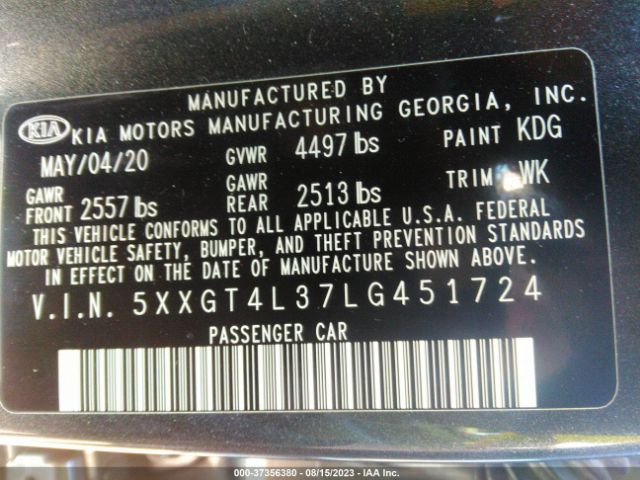 MANUFACTURED BY
KIA KIA MOTORS MANUFACTURING GEORGIA, INC.
MAY/04/20 GVWR 4497 lbs PAINT KDG
GAWR FRONT 2557 lbs GAWR REAR 2513 lbs TRIM WK
THIS VEHICLE CONFORMS TO ALL APPLICABLE U.S.A. FEDERAL
MOTOR VEHICLE SAFETY, BUMPER, AND THEFT PREVENTION STANDARDS
IN EFFECT ON THE DATE OF MANUFACTURE SHOWN ABOVE.
V.I.N. 5XXGT4L37LG451724
PASSENGER CAR
000-37356380 - 08/15/2023 - IAA Inc.